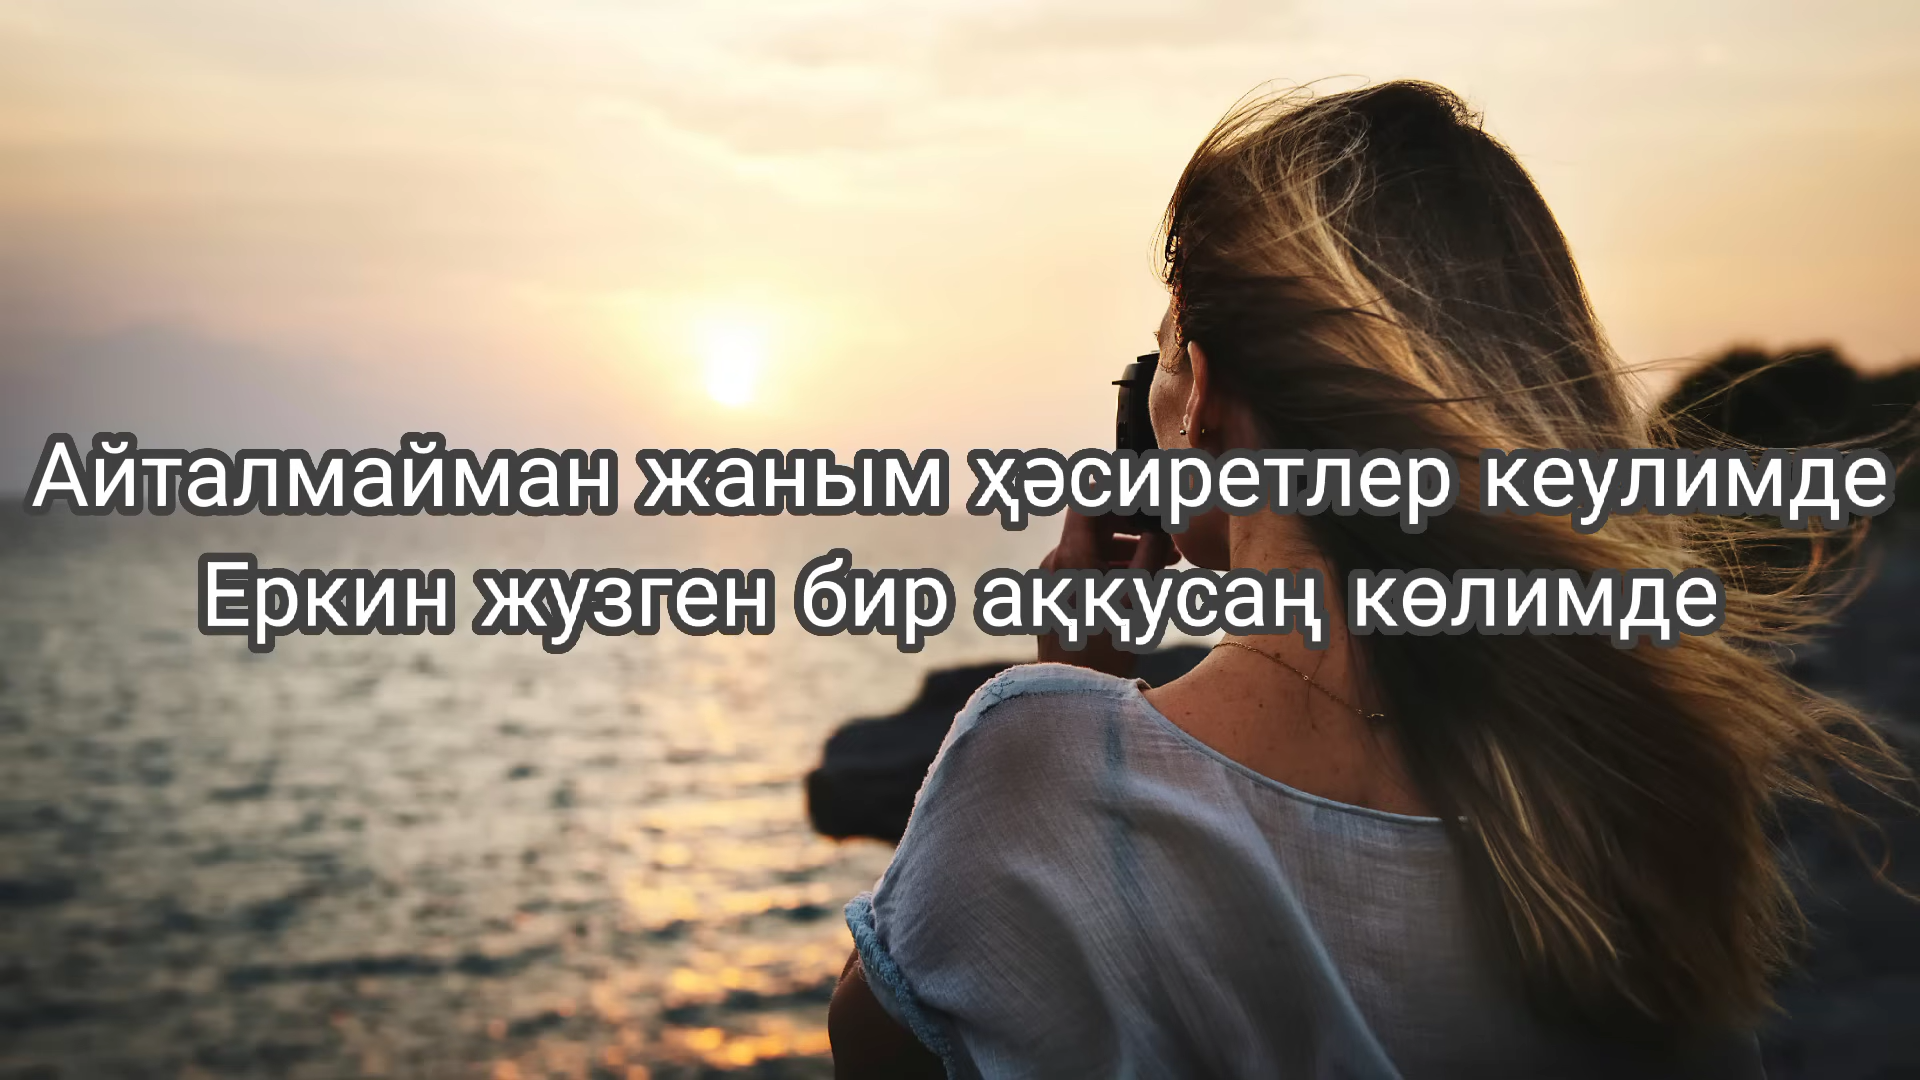 Айталмайман жаным ҳәсиретлер кеулимде
Еркин жузген бир аққусаң көлимде